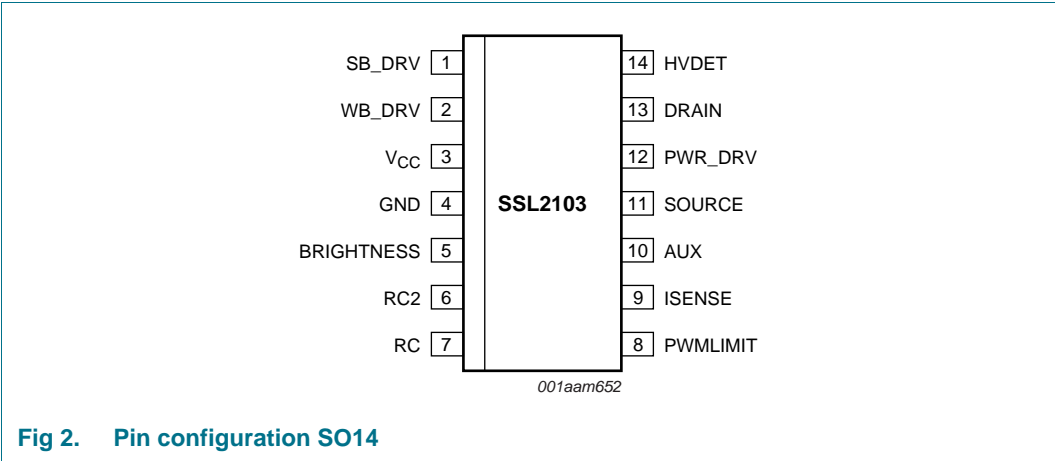 SB_DRV 1 14 HVDET
WB_DRV 2 13 DRAIN
VCC 3 12 PWR_DRV
GND 4 SSL2103 11 SOURCE
BRIGHTNESS 5 10 AUX
RC2 6 9 ISENSE
RC 7 8 PWMLIMIT
001aam652
Fig 2. Pin configuration SO14